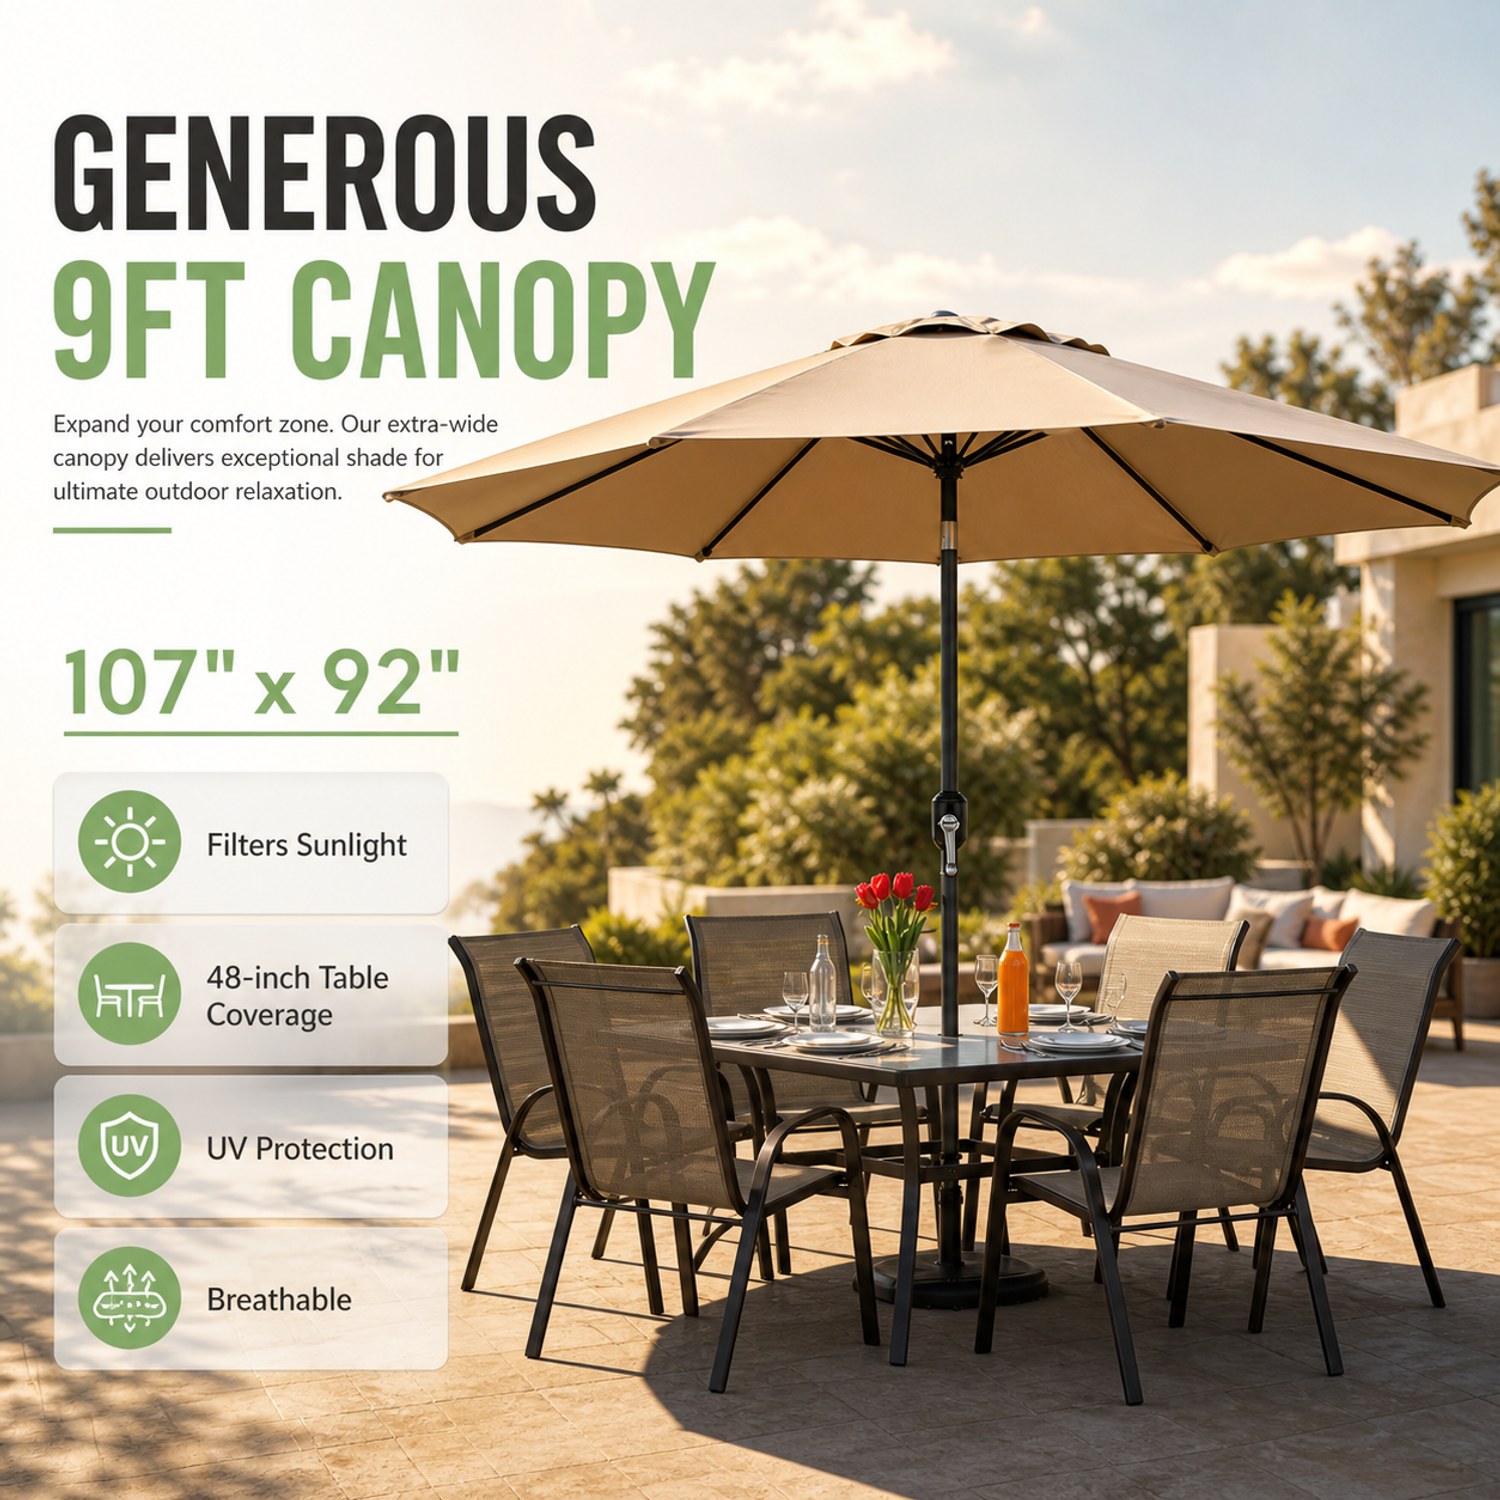 GENEROUS
9FT CANOPY
Expand your comfort zone. Our extra-wide
canopy delivers exceptional shade for
ultimate outdoor relaxation.
107" x 92"
Filters Sunlight
48-inch Table
Coverage
UV
UV Protection
Breathable